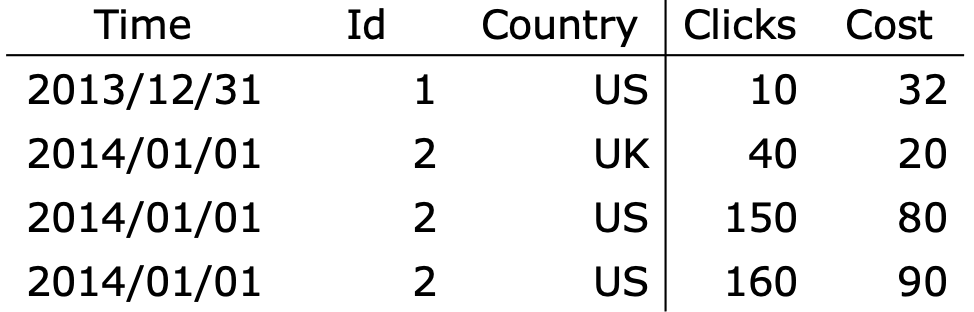 Time Id Country Clicks Cost
2013/12/31 1 US 10 32
2014/01/01 2 UK 40 20
2014/01/01 2 US 150 80
2014/01/01 2 US 160 90